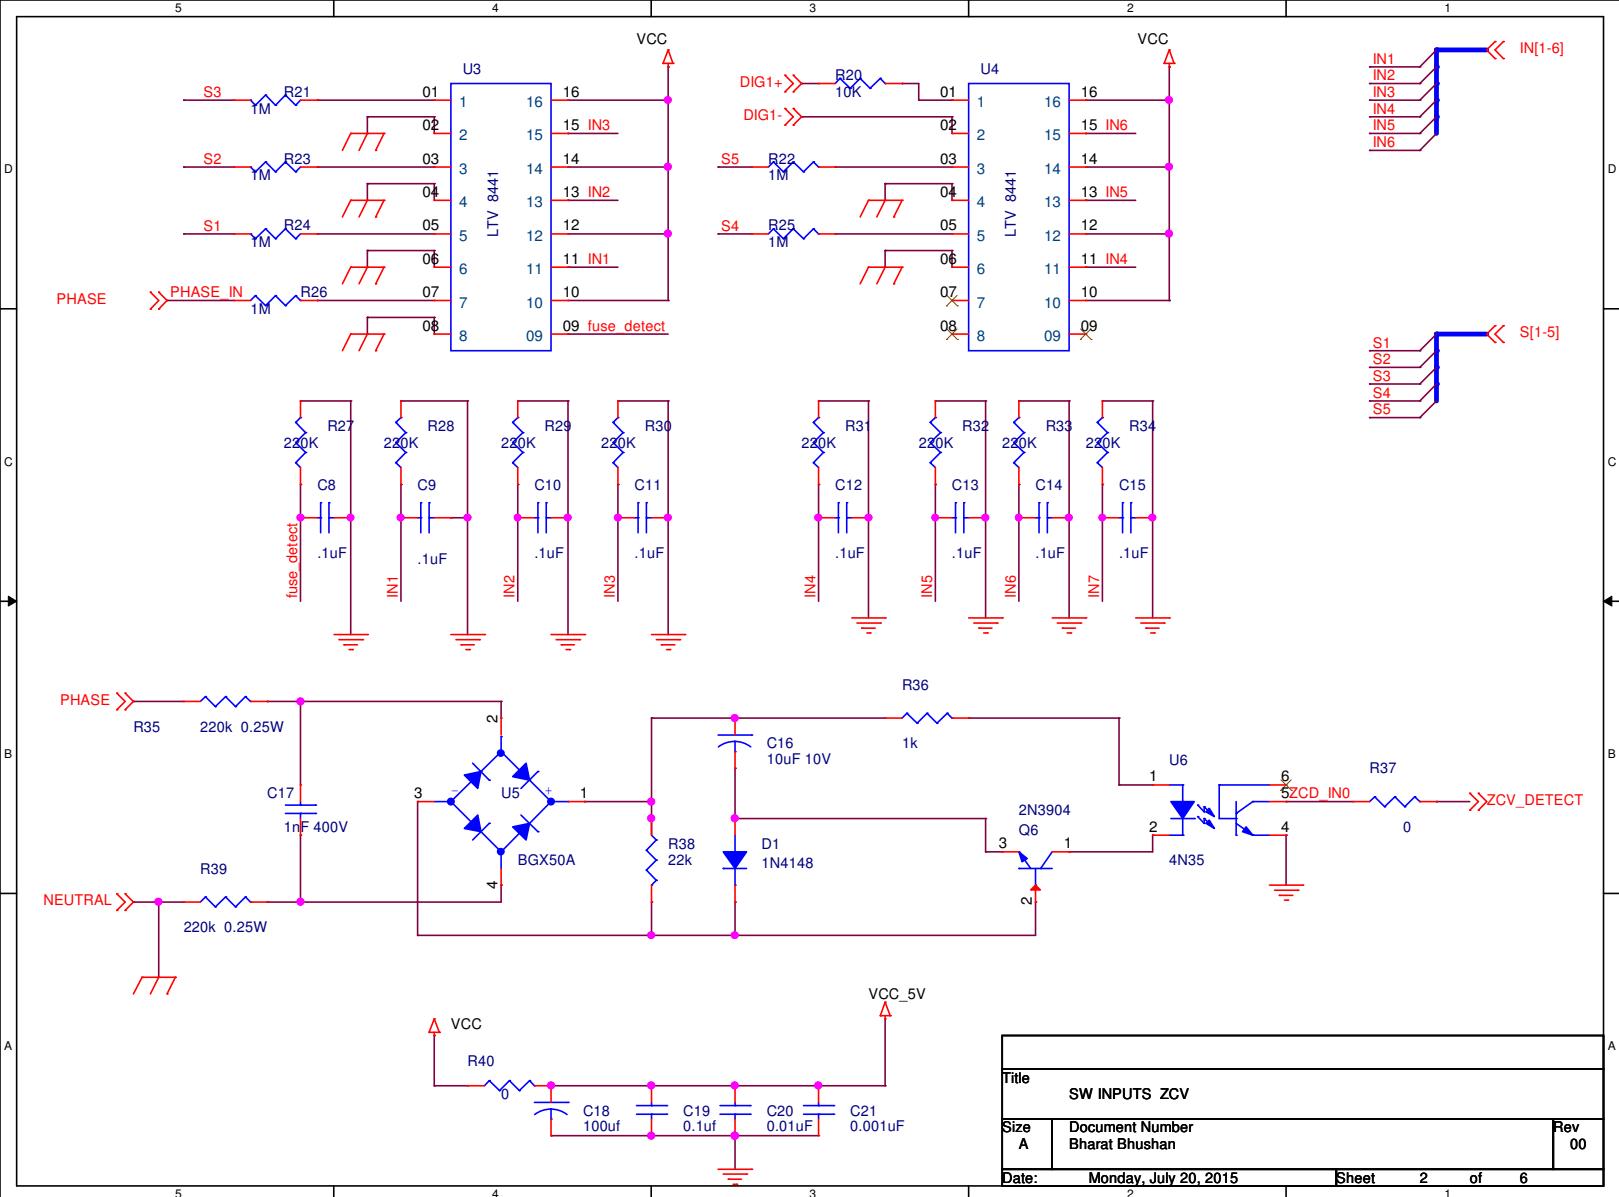 5 4 3 2 1
VCC
U3
S3 R21 1M 01 1 16 16
02 2 15 15 IN3
S2 R23 1M 03 3 14 14
04 4 13 13 IN2
S1 R24 1M 05 5 12 12
06 6 11 11 IN1
PHASE PHASE_IN R26 1M 07 7 10 10
08 8 09 09 fuse_detect
LTV 8441
VCC
U4
DIG1+ R20 10K 01 1 16 16
DIG1- 02 2 15 15 IN6
S5 R22 1M 03 3 14 14
04 4 13 13 IN5
S4 R25 1M 05 5 12 12
06 6 11 11 IN4
07 7 10 10
08 8 09 09
LTV 8441
IN[1-6]
IN1
IN2
IN3
IN4
IN5
IN6
S[1-5]
S1
S2
S3
S4
S5
D D
C C
B B
A A
R27 R28 R29 R30 R31 R32 R33 R34
220K 220K 220K 220K 220K 220K 220K 220K
C8 C9 C10 C11 C12 C13 C14 C15
.1uF .1uF .1uF .1uF .1uF .1uF .1uF .1uF
fuse_detect IN1 IN2 IN3 IN4 IN5 IN6 IN7
PHASE
R35 220k 0.25W
C17
1nF 400V
R39
NEUTRAL
220k 0.25W
2
3 - U5 + 1
BGX50A
4
C16
10uF 10V
R36
1k
R38
22k
D1
1N4148
2N3904
Q6
3 1
2
U6
1 6
5 ZCD_IN0
2 4
4N35
R37
0
ZCV_DETECT
VCC
R40
0
VCC_5V
C18
100uf
C19
0.1uf
C20
0.01uF
C21
0.001uF
Title
SW INPUTS ZCV
Size Document Number Rev
A Bharat Bhushan 00
Date: Monday, July 20, 2015 Sheet 2 of 6
5 4 3 2 1